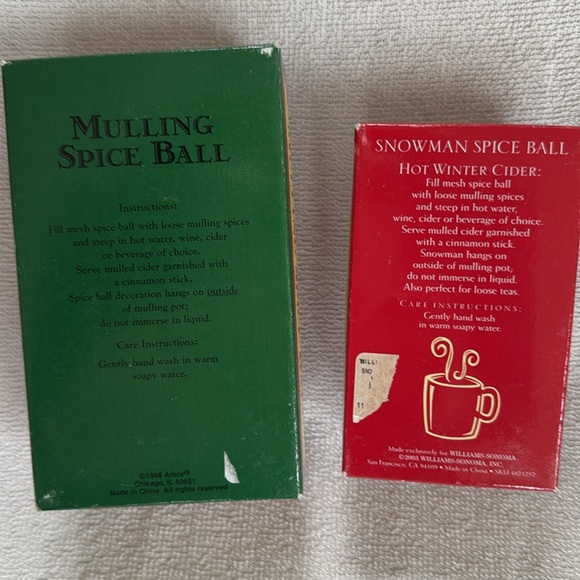 MULLING
SPICE BALL
Instructions:
Fill mesh spice ball with loose mulling spices
and steep in hot water, wine, cider
or beverage of choice.
Serve mulled cider garnished with
a cinnamon stick.
Spice ball decoration hangs on outside
of mulling pot;
do not immerse in liquid.
Care Instructions:
Gently hand wash in warm
soapy water.
©1998 Amco®
Chicago, IL 60651
Made in China All rights reserved
SNOWMAN SPICE BALL
HOT WINTER CIDER:
Fill mesh spice ball
with loose mulling spices
and steep in hot water,
wine, cider or beverage of choice.
Serve mulled cider garnished
with a cinnamon stick.
Snowman hangs on
outside of mulling pot;
do not immerse in liquid.
Also perfect for loose teas.
CARE INSTRUCTIONS:
Gently hand wash
in warm soapy water.
WILLI
SNO
11
Made exclusively for WILLIAMS-SONOMA
©2003 WILLIAMS-SONOMA, INC.
San Francisco, CA 94109 • Made in China • SKU 4824252